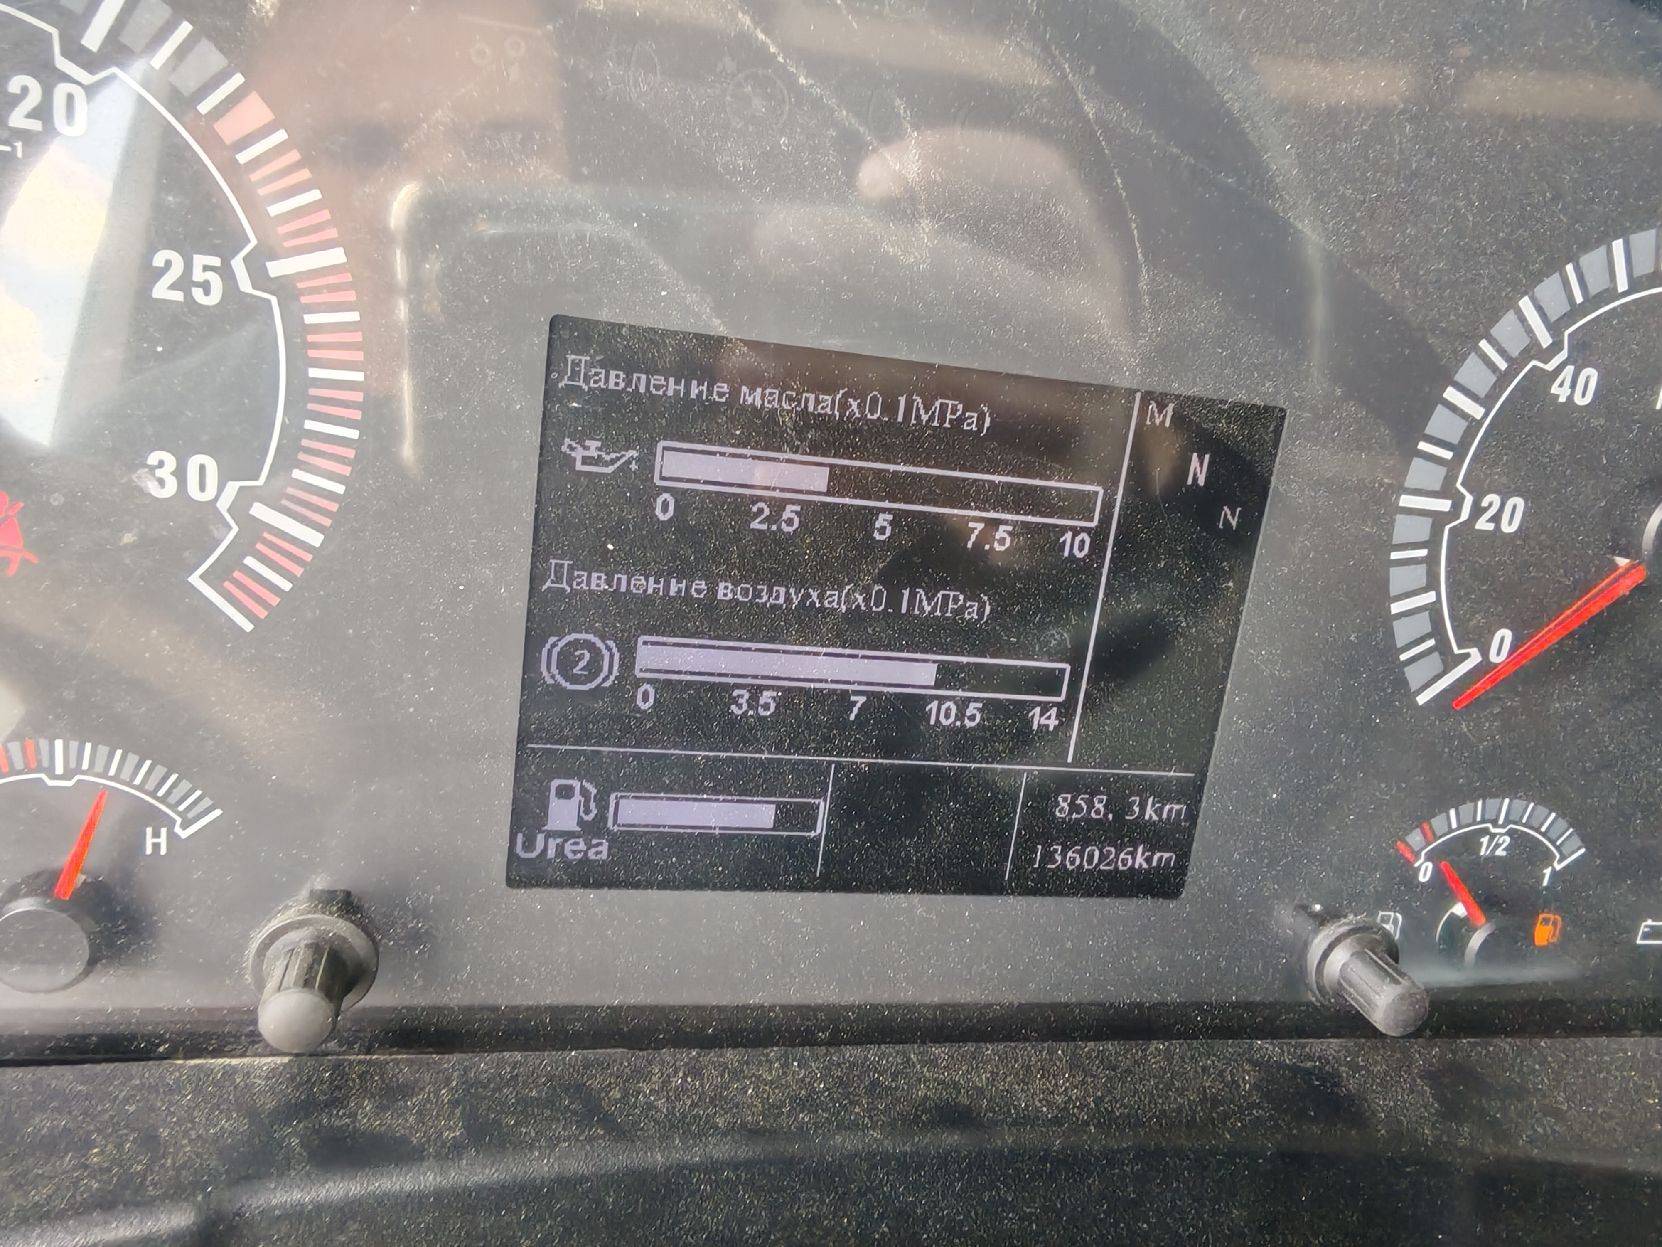 20
-1
25
30
H
Давление масла(x0.1MPa)
0 2.5 5 7.5 10
M
N
N
Давление воздуха(x0.1MPa)
2
0 3.5 7 10.5 14
Urea
858.3km
136026km
40
20
0
0 1/2 1